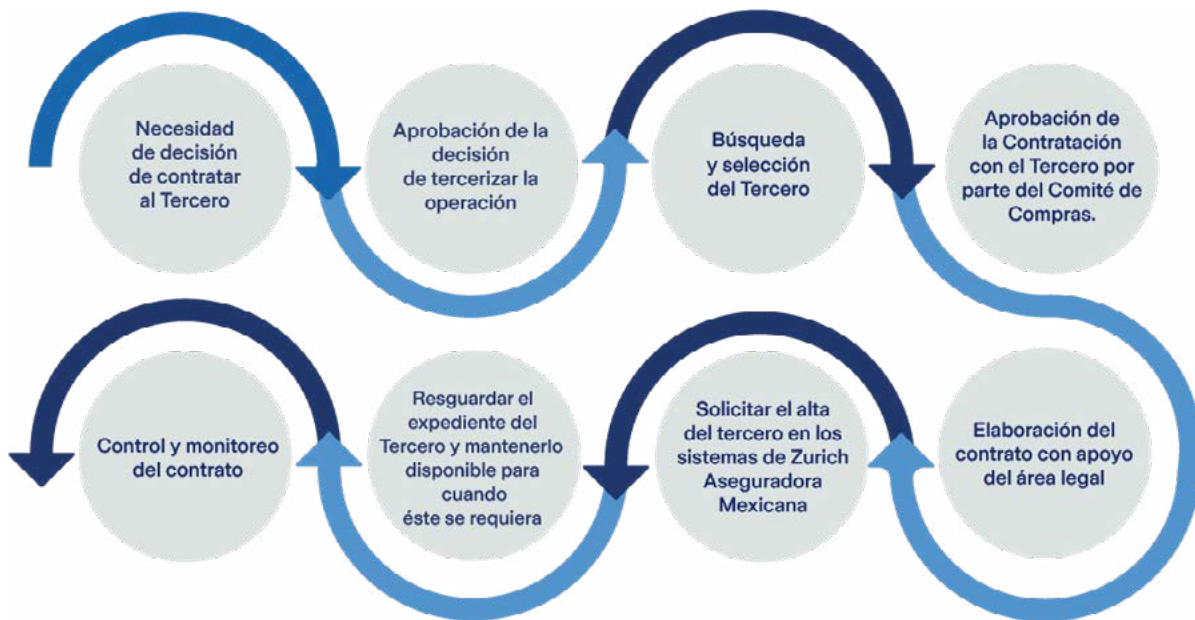 Necesidad
de decisión
de contratar
al Tercero
Aprobación de la
decisión
de tercerizar la
operación
Búsqueda
y selección
del Tercero
Aprobación de
la Contratación
con el Tercero por
parte del Comité de
Compras.
Elaboración del
contrato con apoyo
del área legal
Solicitar el alta
del tercero en los
sistemas de Zurich
Aseguradora
Mexicana
Resguardar el
expediente del
Tercero y mantenerlo
disponible para
cuando
éste se requiera
Control y monitoreo
del contrato